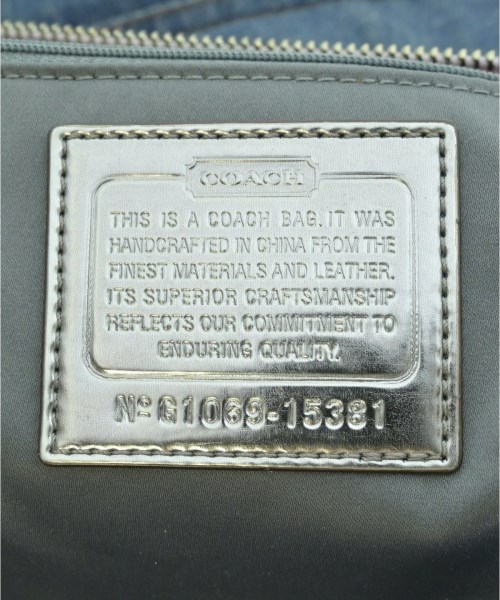 COACH
THIS IS A COACH BAG. IT WAS
HANDCRAFTED IN CHINA FROM THE
FINEST MATERIALS AND LEATHER.
ITS SUPERIOR CRAFTSMANSHIP
REFLECTS OUR COMMITMENT TO
ENDURING QUALITY.
Nº G1069-15381